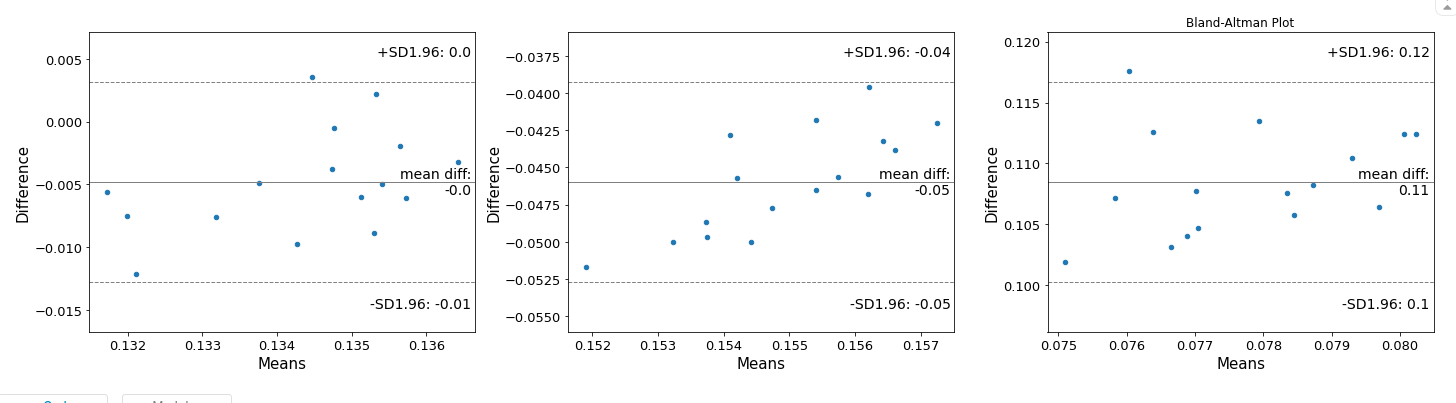 Bland-Altman Plot
0.005
0.000
−0.005
−0.010
−0.015
+SD1.96: 0.0
mean diff:
-0.0
-SD1.96: -0.01
Difference
0.132 0.133 0.134 0.135 0.136
Means
−0.0375
−0.0400
−0.0425
−0.0450
−0.0475
−0.0500
−0.0525
−0.0550
+SD1.96: -0.04
mean diff:
-0.05
-SD1.96: -0.05
Difference
0.152 0.153 0.154 0.155 0.156 0.157
Means
0.120
0.115
0.110
0.105
0.100
+SD1.96: 0.12
mean diff:
0.11
-SD1.96: 0.1
Difference
0.075 0.076 0.077 0.078 0.079 0.080
Means